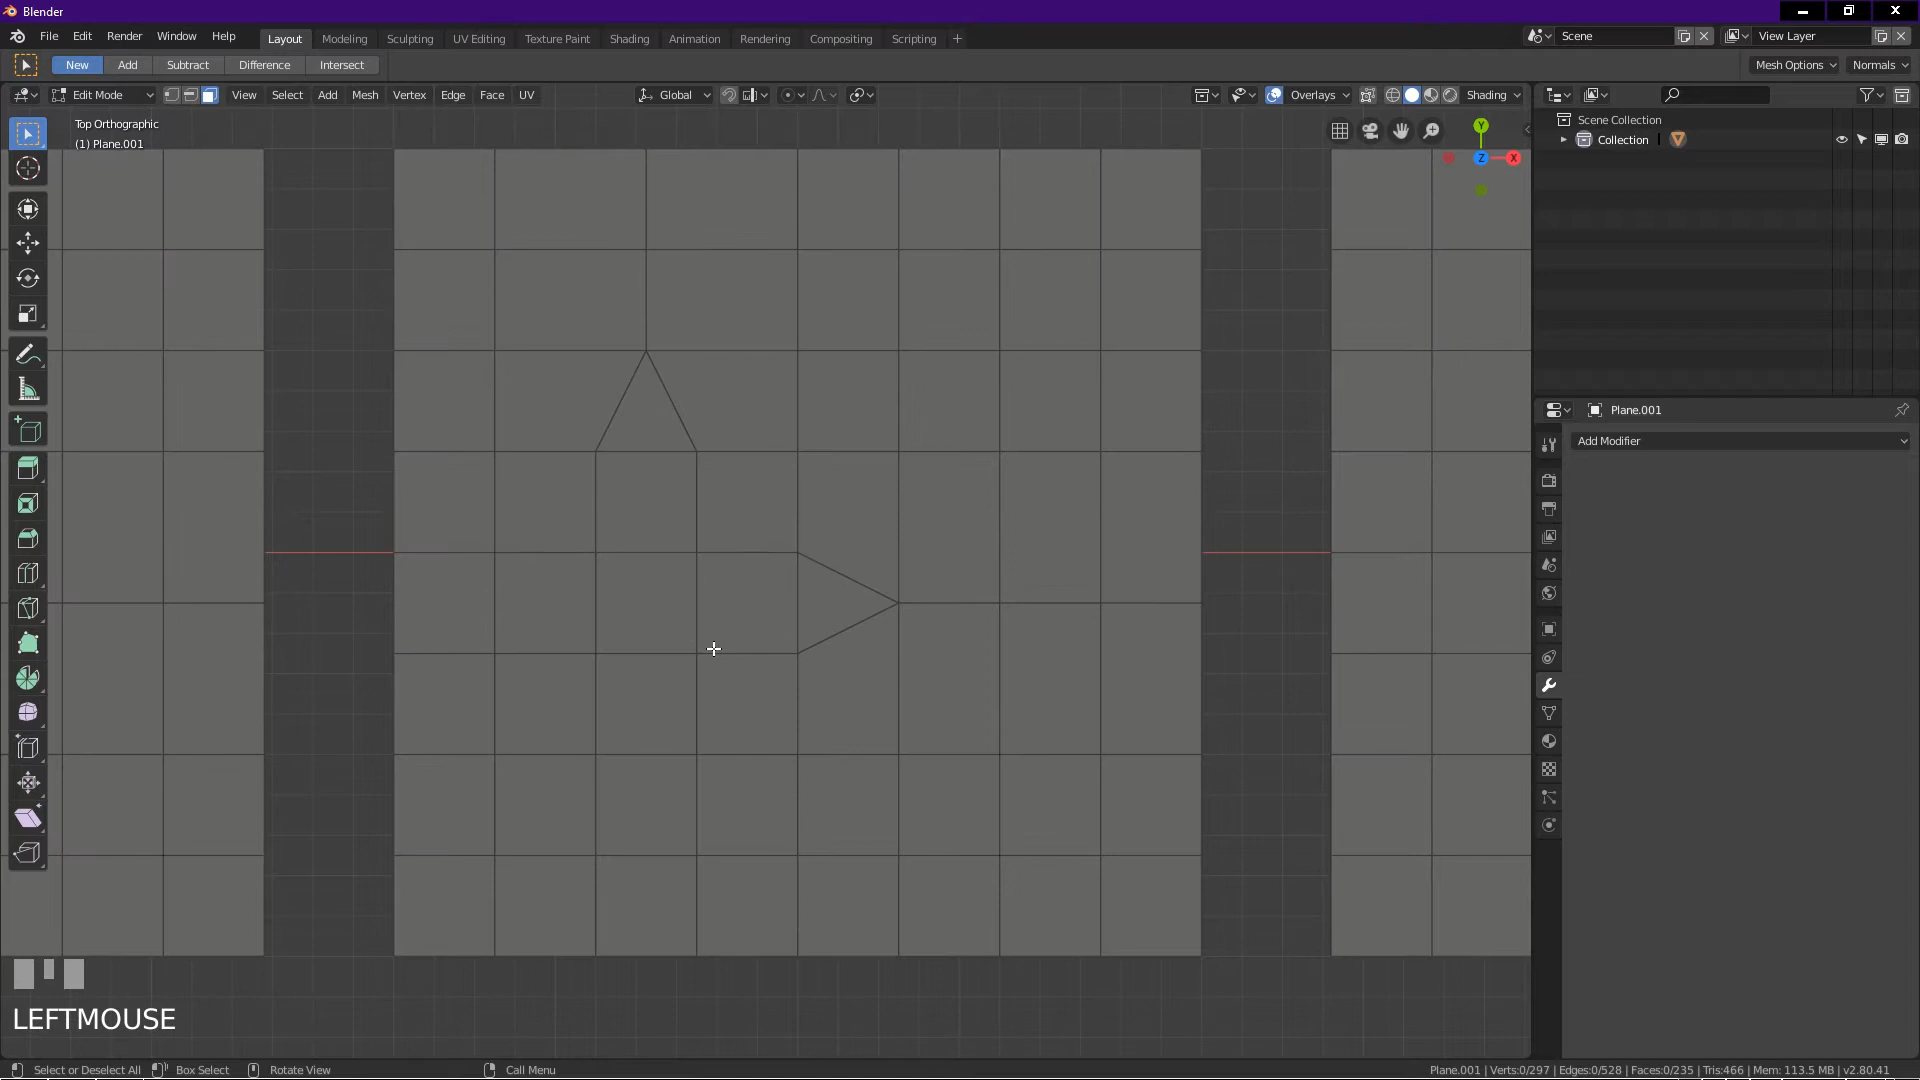 Blender
File Edit Render Window Help Layout Modeling Sculpting UV Editing Texture Paint Shading Animation Rendering Compositing Scripting + Scene View Layer
New Add Subtract Difference Intersect Mesh Options Normals
Edit Mode View Select Add Mesh Vertex Edge Face UV Global Overlays Shading
Top Orthographic
(1) Plane.001
Y
Z X
Scene Collection
Collection
Plane.001
Add Modifier
LEFTMOUSE
Select or Deselect All Box Select Rotate View Call Menu Plane.001 | Verts:0/297 | Edges:0/528 | Faces:0/235 | Tris:466 | Mem: 113.5 MB | v2.80.41